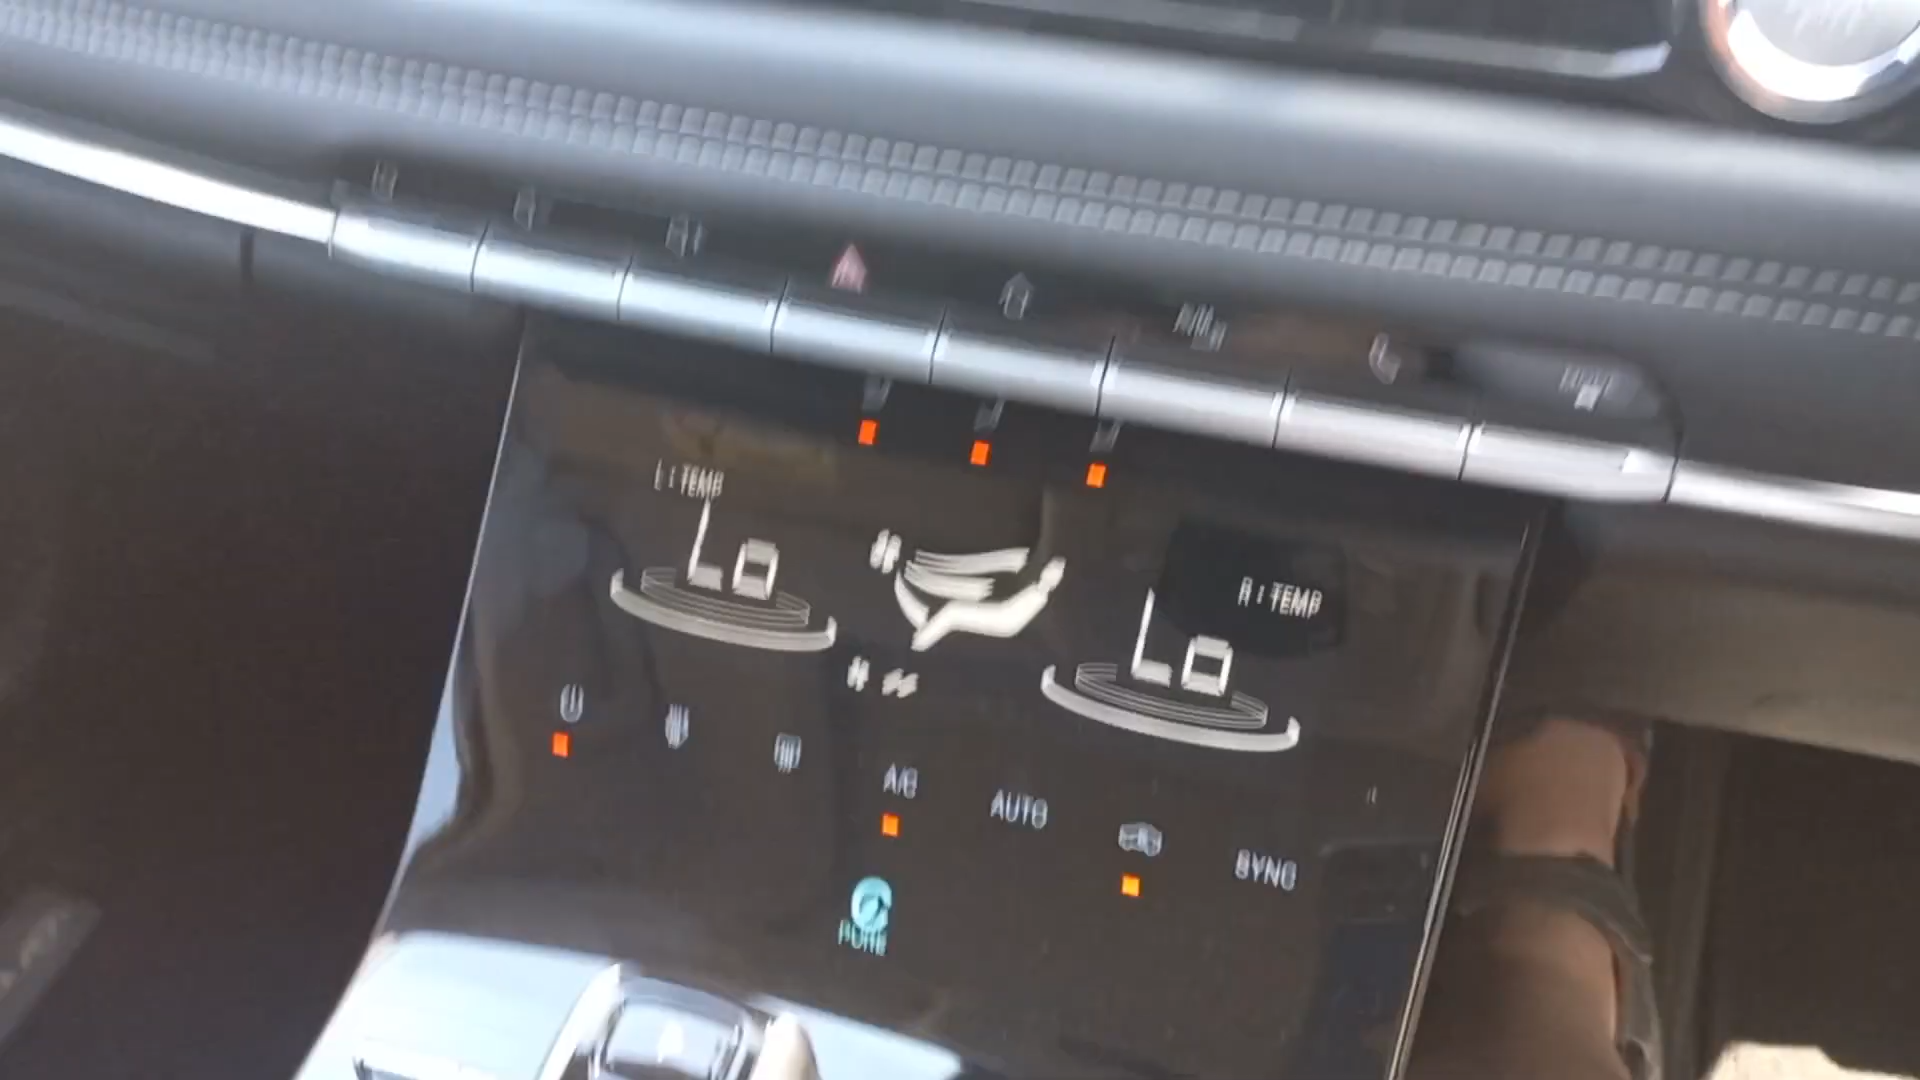 L : TEMP
LO
R : TEMP
LO
A/C
AUTO
SYNC
PURE